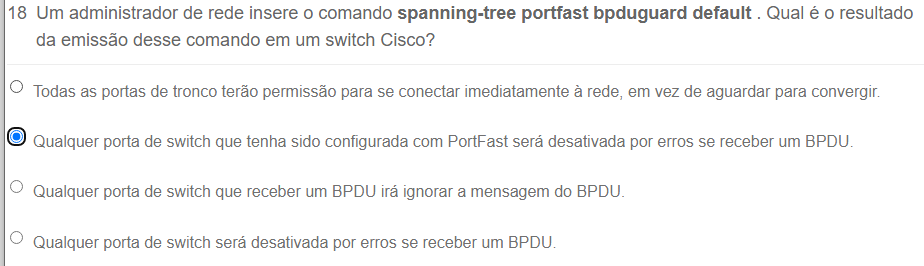 18 Um administrador de rede insere o comando spanning-tree portfast bpduguard default . Qual é o resultado
da emissão desse comando em um switch Cisco?
Todas as portas de tronco terão permissão para se conectar imediatamente à rede, em vez de aguardar para convergir.
Qualquer porta de switch que tenha sido configurada com PortFast será desativada por erros se receber um BPDU.
Qualquer porta de switch que receber um BPDU irá ignorar a mensagem do BPDU.
Qualquer porta de switch será desativada por erros se receber um BPDU.